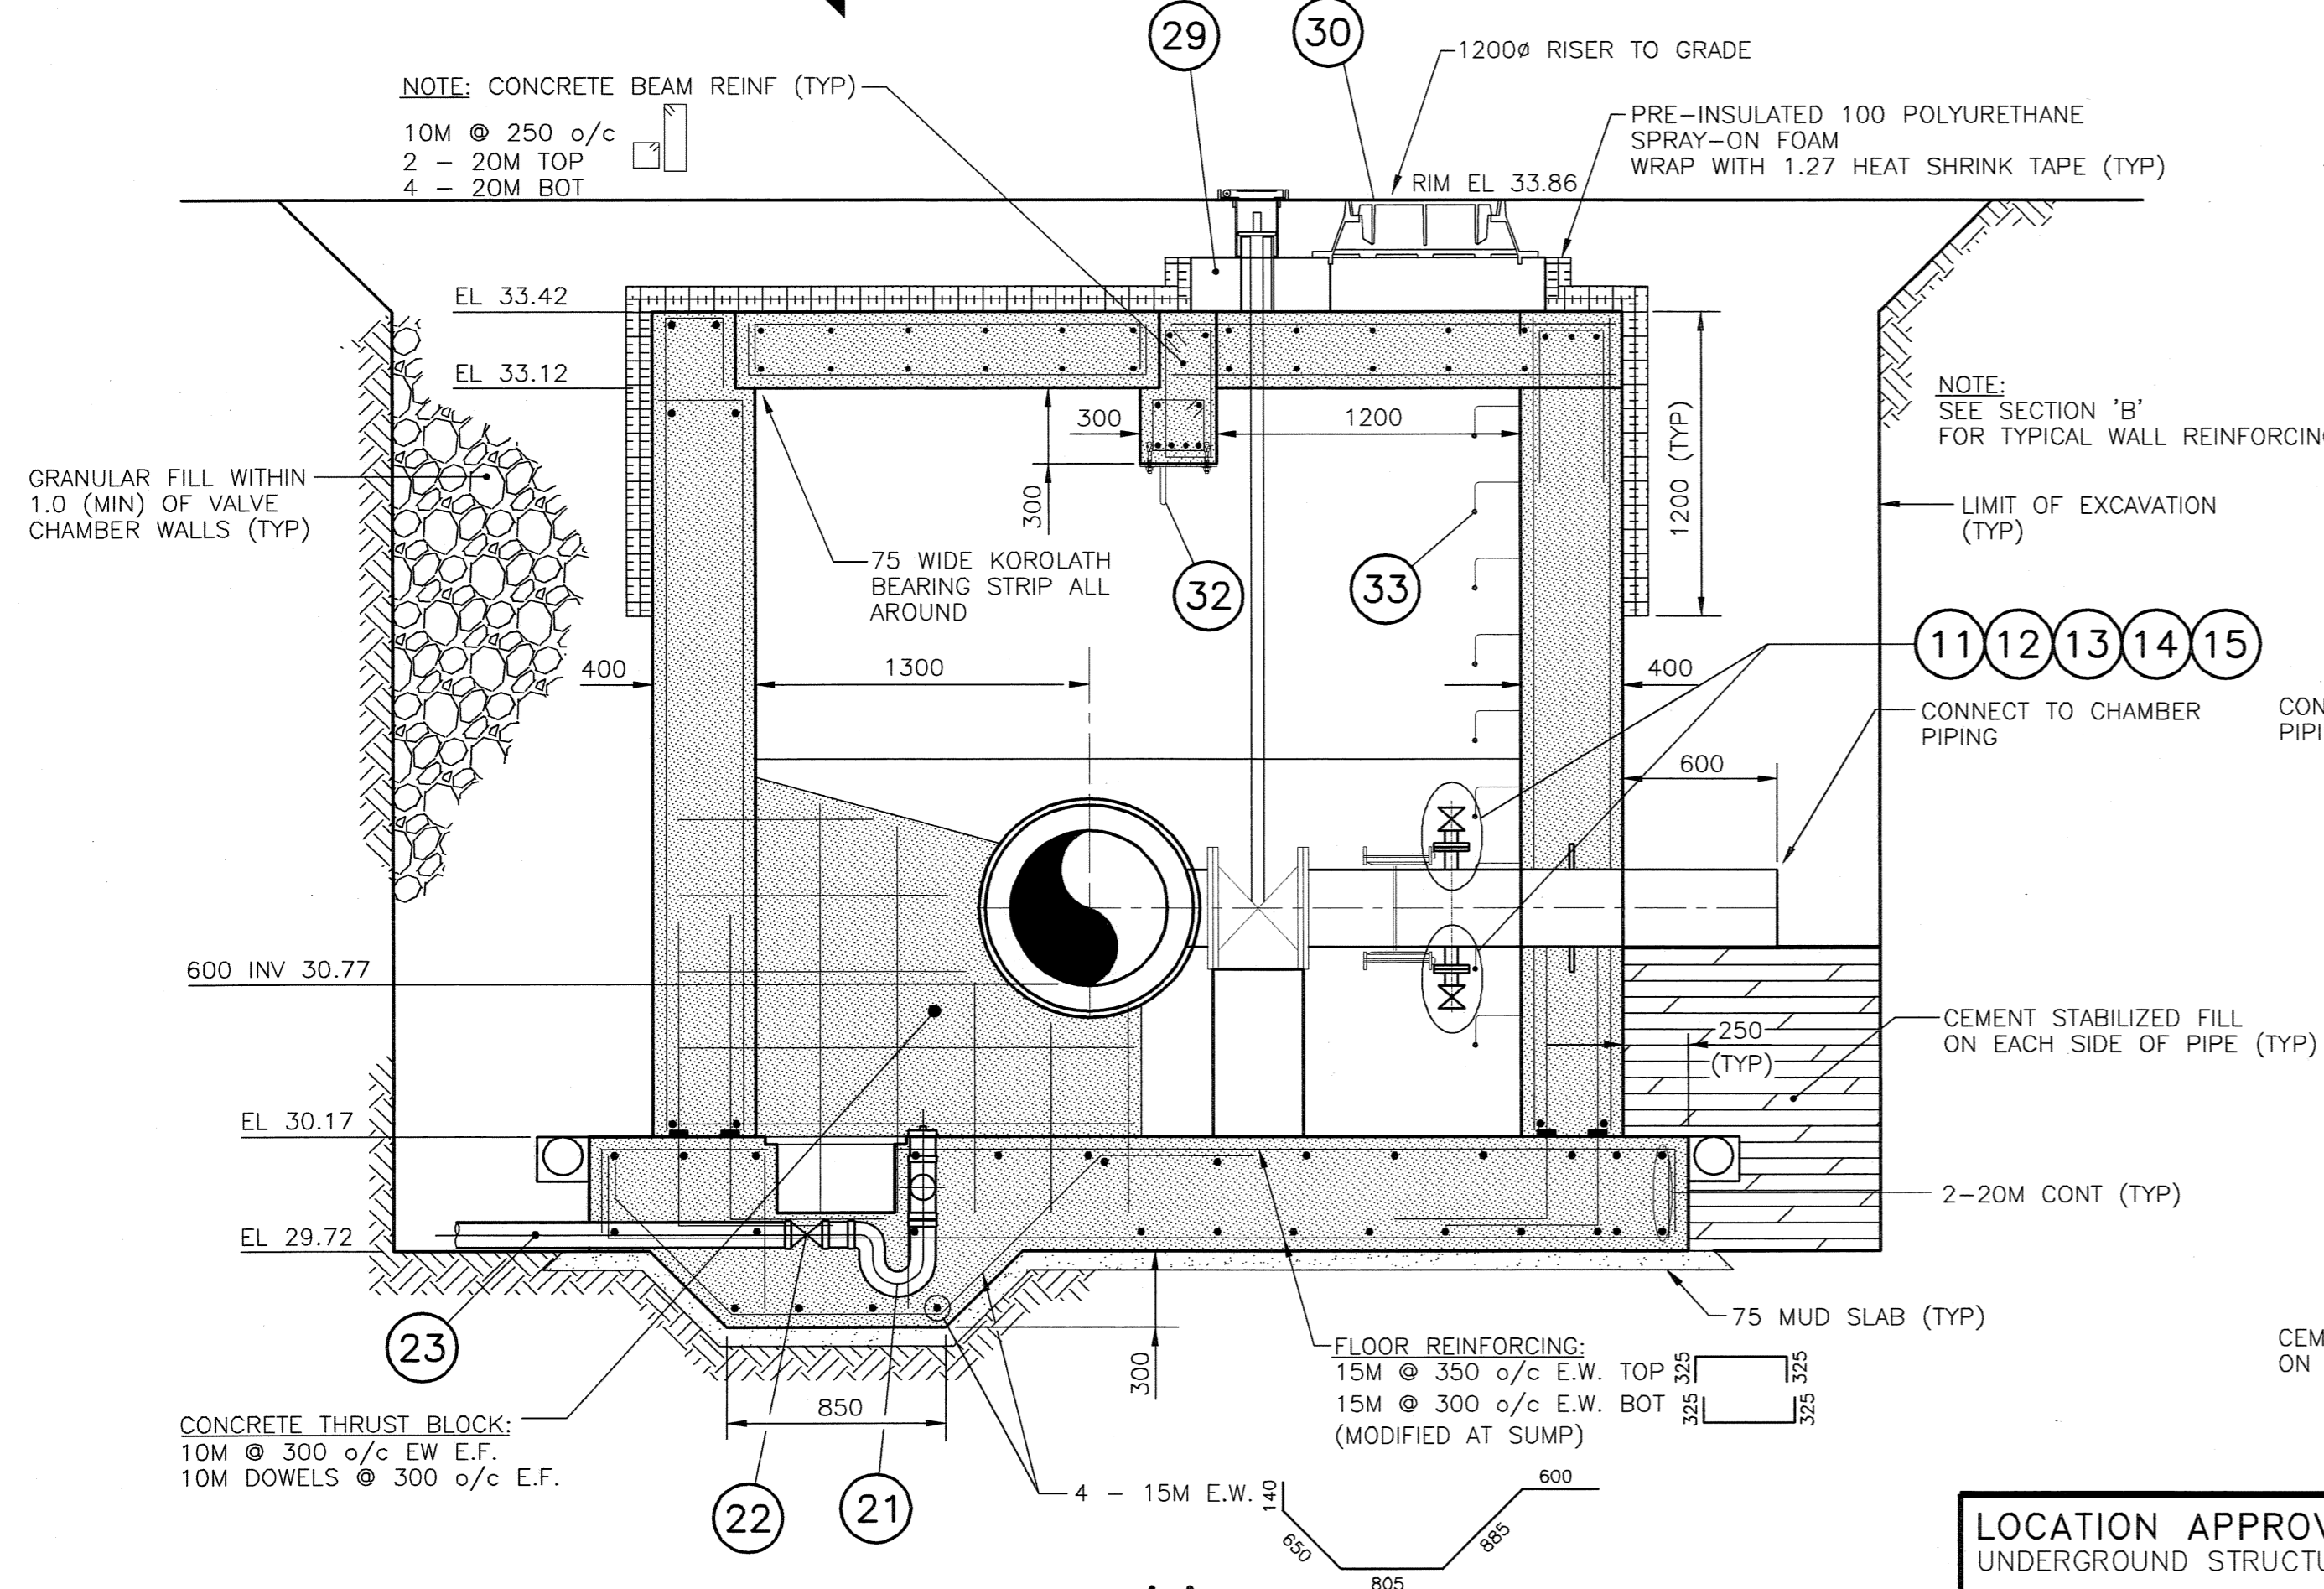 29
30
1200ø RISER TO GRADE
NOTE: CONCRETE BEAM REINF (TYP)
10M @ 250 o/c
2 - 20M TOP
4 - 20M BOT
PRE-INSULATED 100 POLYURETHANE
SPRAY-ON FOAM
WRAP WITH 1.27 HEAT SHRINK TAPE (TYP)
RIM EL 33.86
EL 33.42
EL 33.12
300
1200
300
1200 (TYP)
NOTE:
SEE SECTION 'B'
FOR TYPICAL WALL REINFORCING
GRANULAR FILL WITHIN
1.0 (MIN) OF VALVE
CHAMBER WALLS (TYP)
LIMIT OF EXCAVATION
(TYP)
75 WIDE KOROLATH
BEARING STRIP ALL
AROUND
32
33
11 12 13 14 15
400
1300
400
CONNECT TO CHAMBER
PIPING
CON
PIPI
600
600 INV 30.77
CEMENT STABILIZED FILL
ON EACH SIDE OF PIPE (TYP)
250
(TYP)
EL 30.17
2-20M CONT (TYP)
EL 29.72
75 MUD SLAB (TYP)
23
300
FLOOR REINFORCING:
15M @ 350 o/c E.W. TOP
325
325
15M @ 300 o/c E.W. BOT
325
325
(MODIFIED AT SUMP)
CEM
ON
850
CONCRETE THRUST BLOCK:
10M @ 300 o/c EW E.F.
10M DOWELS @ 300 o/c E.F.
22
21
4 - 15M E.W.
140
650
805
885
600
LOCATION APPROV
UNDERGROUND STRUCTU